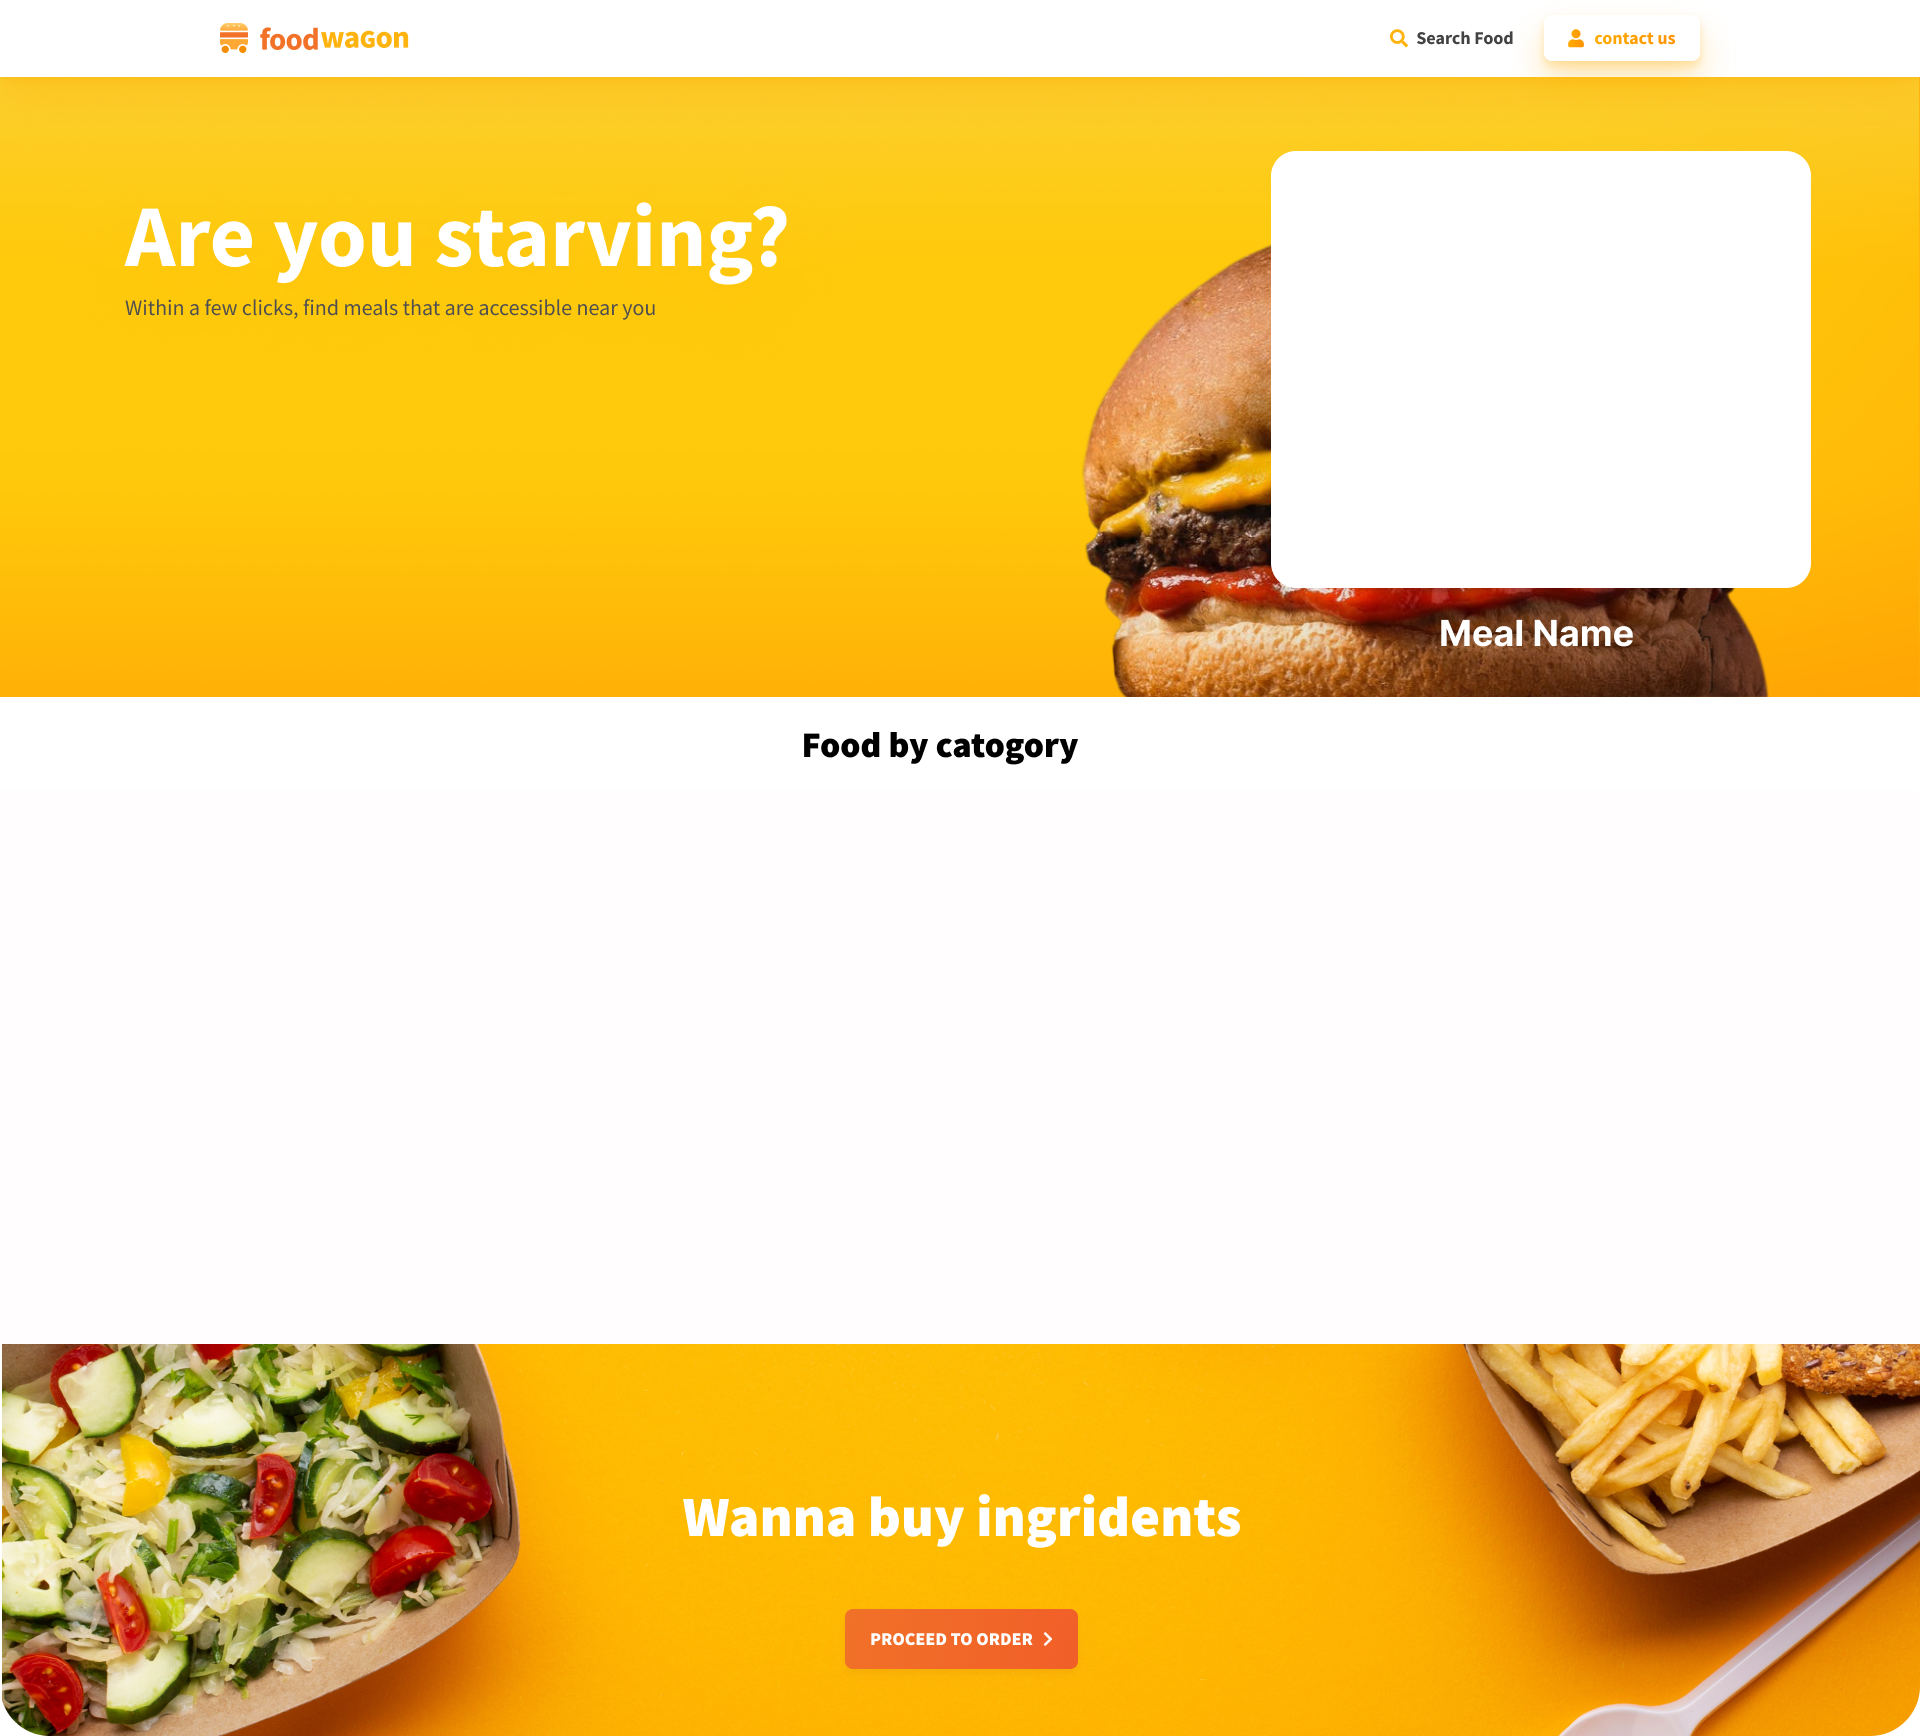 foodwagon
Search Food
contact us
Are you starving?
Within a few clicks, find meals that are accessible near you
Meal Name
Food by catogory
Wanna buy ingridents
PROCEED TO ORDER